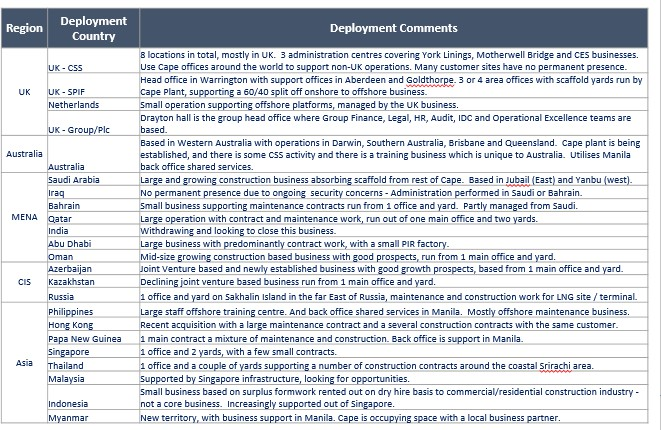 Region Deployment Country Deployment Comments
UK
UK - CSS
8 locations in total, mostly in UK.  3 administration centres covering York Linings, Motherwell Bridge and CES businesses.
Use Cape offices around the world to support non-UK operations.  Many customer sites have no permanent presence.
UK - SPIF
Head office in Warrington with support offices in Aberdeen and Goldthorpe. 3 or 4 area offices with scaffold yards run by
Cape Plant, supporting a 60/40 split off onshore to offshore business.
Netherlands Small operation supporting offshore platforms, managed by the UK business.
UK - Group/Plc
Drayton hall is the group head office where Group Finance, Legal, HR, Audit, IDC and Operational Excellence teams are
based.
Australia
Australia
Based in Western Australia with operations in Darwin, Southern Australia, Brisbane and Queensland.  Cape plant is being
established, and there is some CSS activity and there is a training business which is unique to Australia.  Utilises Manila
back office shared services.
MENA
Saudi Arabia Large and growing construction business absorbing scaffold from rest of Cape.  Based in Jubail (East) and Yanbu (west).
Iraq No permanent presence due to ongoing  security concerns - Administration performed in Saudi or Bahrain.
Bahrain Small business supporting maintenance contracts run from 1 office and yard.  Partly managed from Saudi.
Qatar Large operation with contract and maintenance work, run out of one main office and two yards.
India Withdrawing and looking to close this business.
Abu Dhabi Large business with predominantly contract work, with a small PIR factory.
Oman Mid-size growing construction based business with good prospects, run from 1 main office and yard.
CIS
Azerbaijan Joint Venture based and newly established business with good growth prospects, based from 1 main office and yard.
Kazakhstan Declining joint venture based business run from 1 main office and yard.
Russia 1 office and yard on Sakhalin Island in the far East of Russia, maintenance and construction work for LNG site / terminal.
Asia
Philippines Large staff offshore training centre.  And back office shared services in Manila.  Mostly offshore maintenance business.
Hong Kong Recent acquisition with a large maintenance contract and a several construction contracts with the same customer.
Papa New Guinea 1 main contract a mixture of maintenance and construction.  Back office is support in Manila.
Singapore 1 office and 2 yards, with a few small contracts.
Thailand 1 office and a couple of yards supporting a number of construction contracts around the coastal Srirachi area.
Malaysia Supported by Singapore infrastructure, looking for opportunities.
Indonesia
Small business based on surplus formwork rented out on dry hire basis to commercial/residential construction industry -
not a core business.  Increasingly supported out of Singapore.
Myanmar New territory, with business support in Manila.  Cape is occupying space with a local business partner.